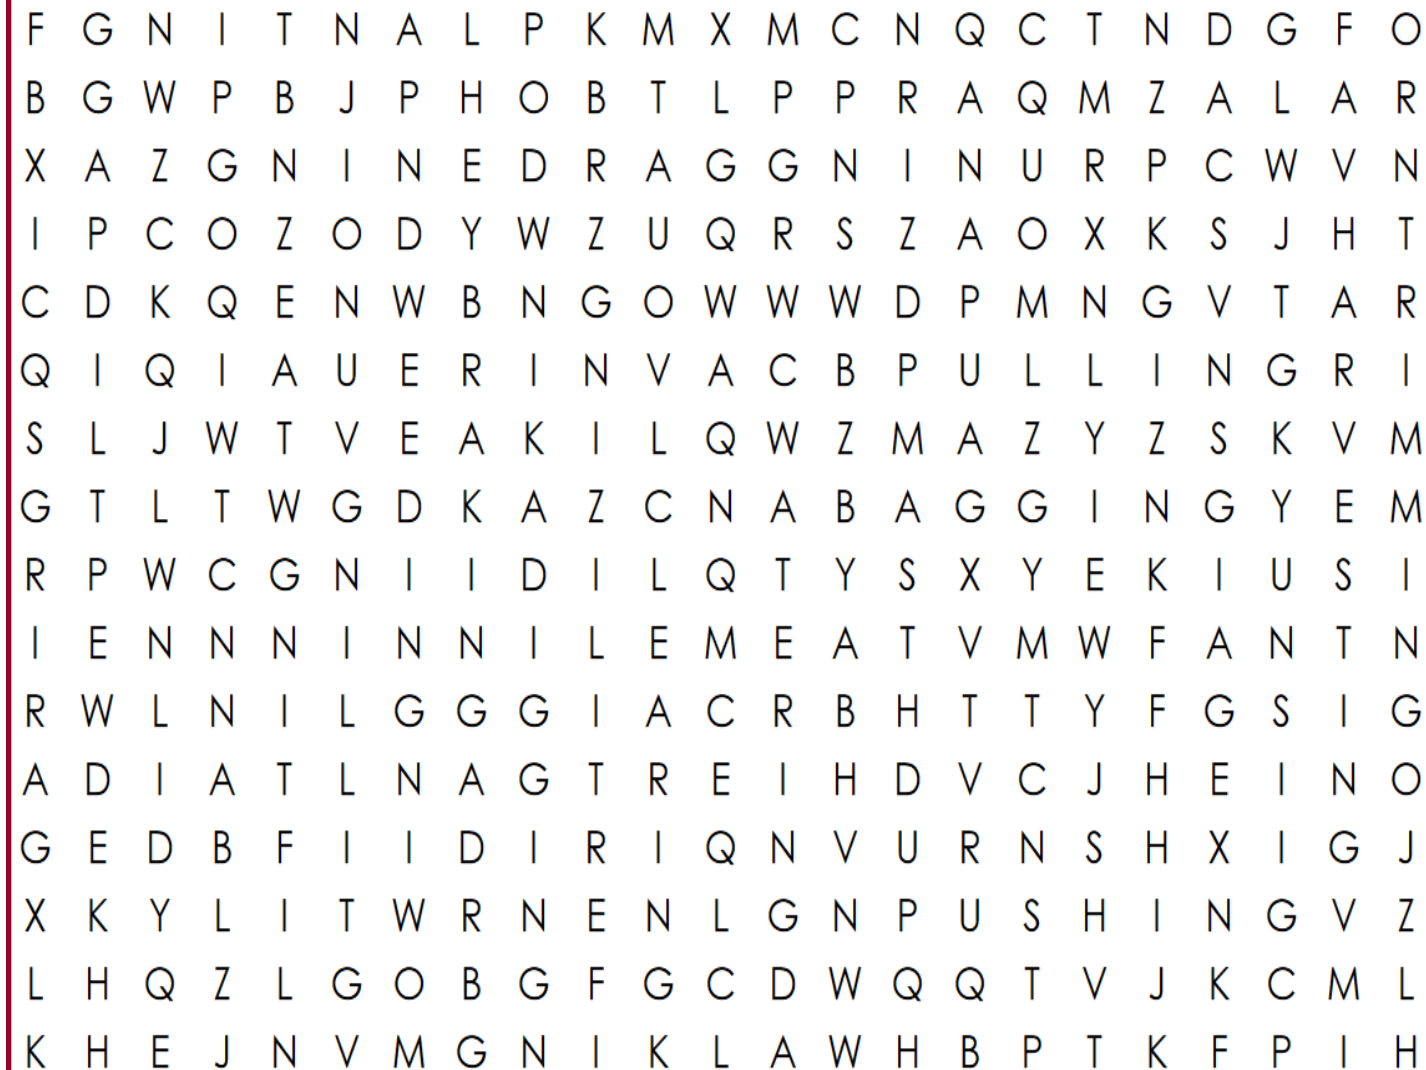 F G N I T N A L P K M X M C N Q C T N D G F O
B G W P B J P H O B T L P P R A Q M Z A L A R
X A Z G N I N E D R A G G N I N U R P C W V N
I P C O Z O D Y W Z U Q R S Z A O X K S J H T
C D K Q E N W B N G O W W W D P M N G V T A R
Q I Q I A U E R I N V A C B P U L L I N G R I
S L J W T V E A K I L Q W Z M A Z Y Z S K V M
G T L T W G D K A Z C N A B A G G I N G Y E M
R P W C G N I I D I L Q T Y S X Y E K I U S I
I E N N N I N N I L E M E A T V M W F A N T N
R W L N I L G G G I A C R B H T T Y F G S I G
A D I A T L N A G T R E I H D V C J H E I N O
G E D B F I I D I R I Q N V U R N S H X I G J
X K Y L I T W R N E N L G N P U S H I N G V Z
L H Q Z L G O B G F G C D W Q Q T V J K C M L
K H E J N V M G N I K L A W H B P T K F P I H